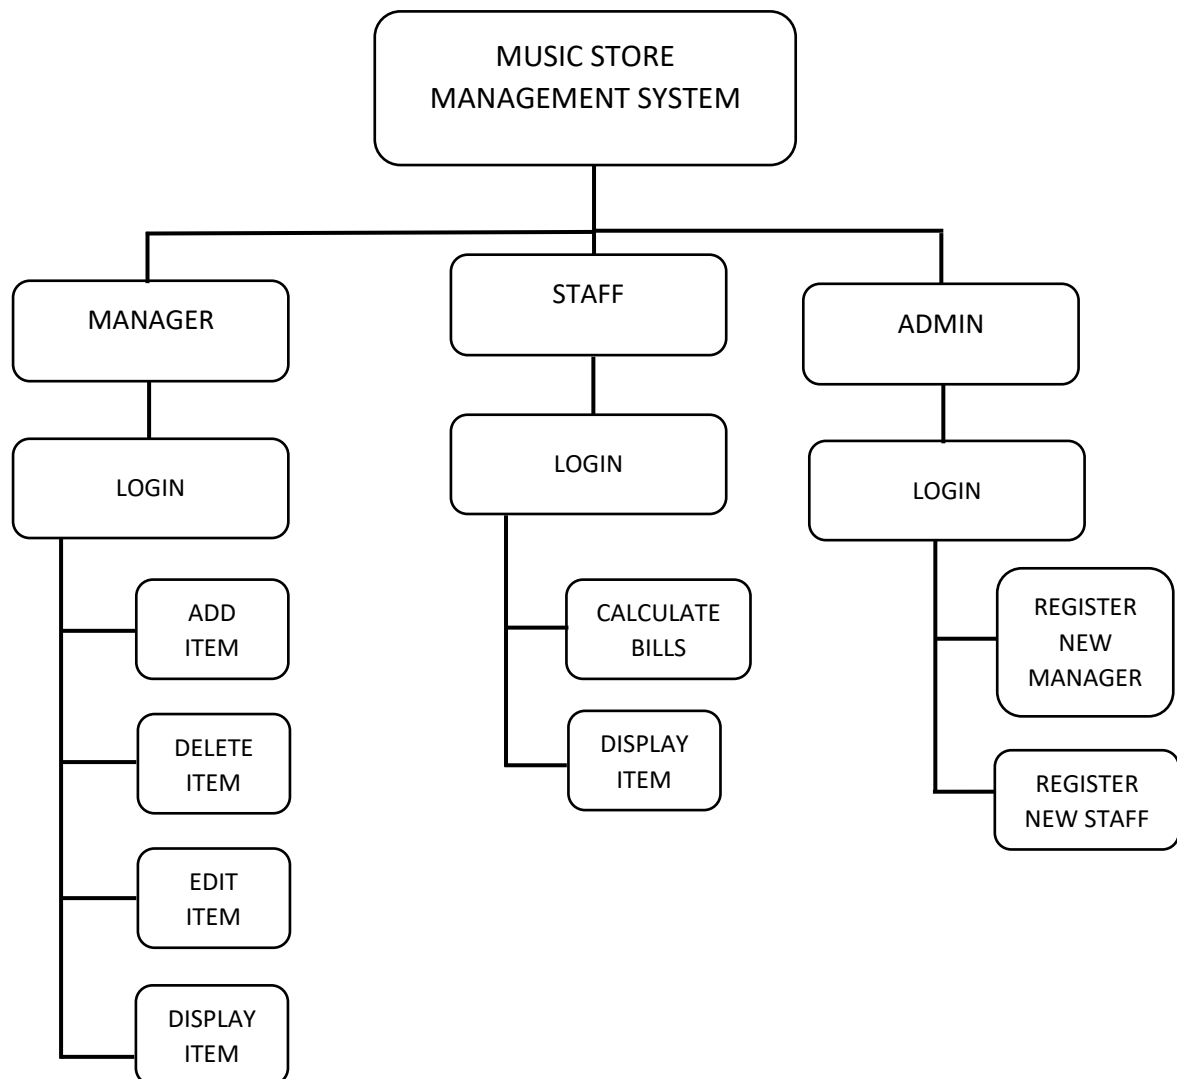 MUSIC STORE
MANAGEMENT SYSTEM
MANAGER
STAFF
ADMIN
LOGIN
LOGIN
LOGIN
ADD
ITEM
DELETE
ITEM
EDIT
ITEM
DISPLAY
ITEM
CALCULATE
BILLS
DISPLAY
ITEM
REGISTER
NEW
MANAGER
REGISTER
NEW STAFF